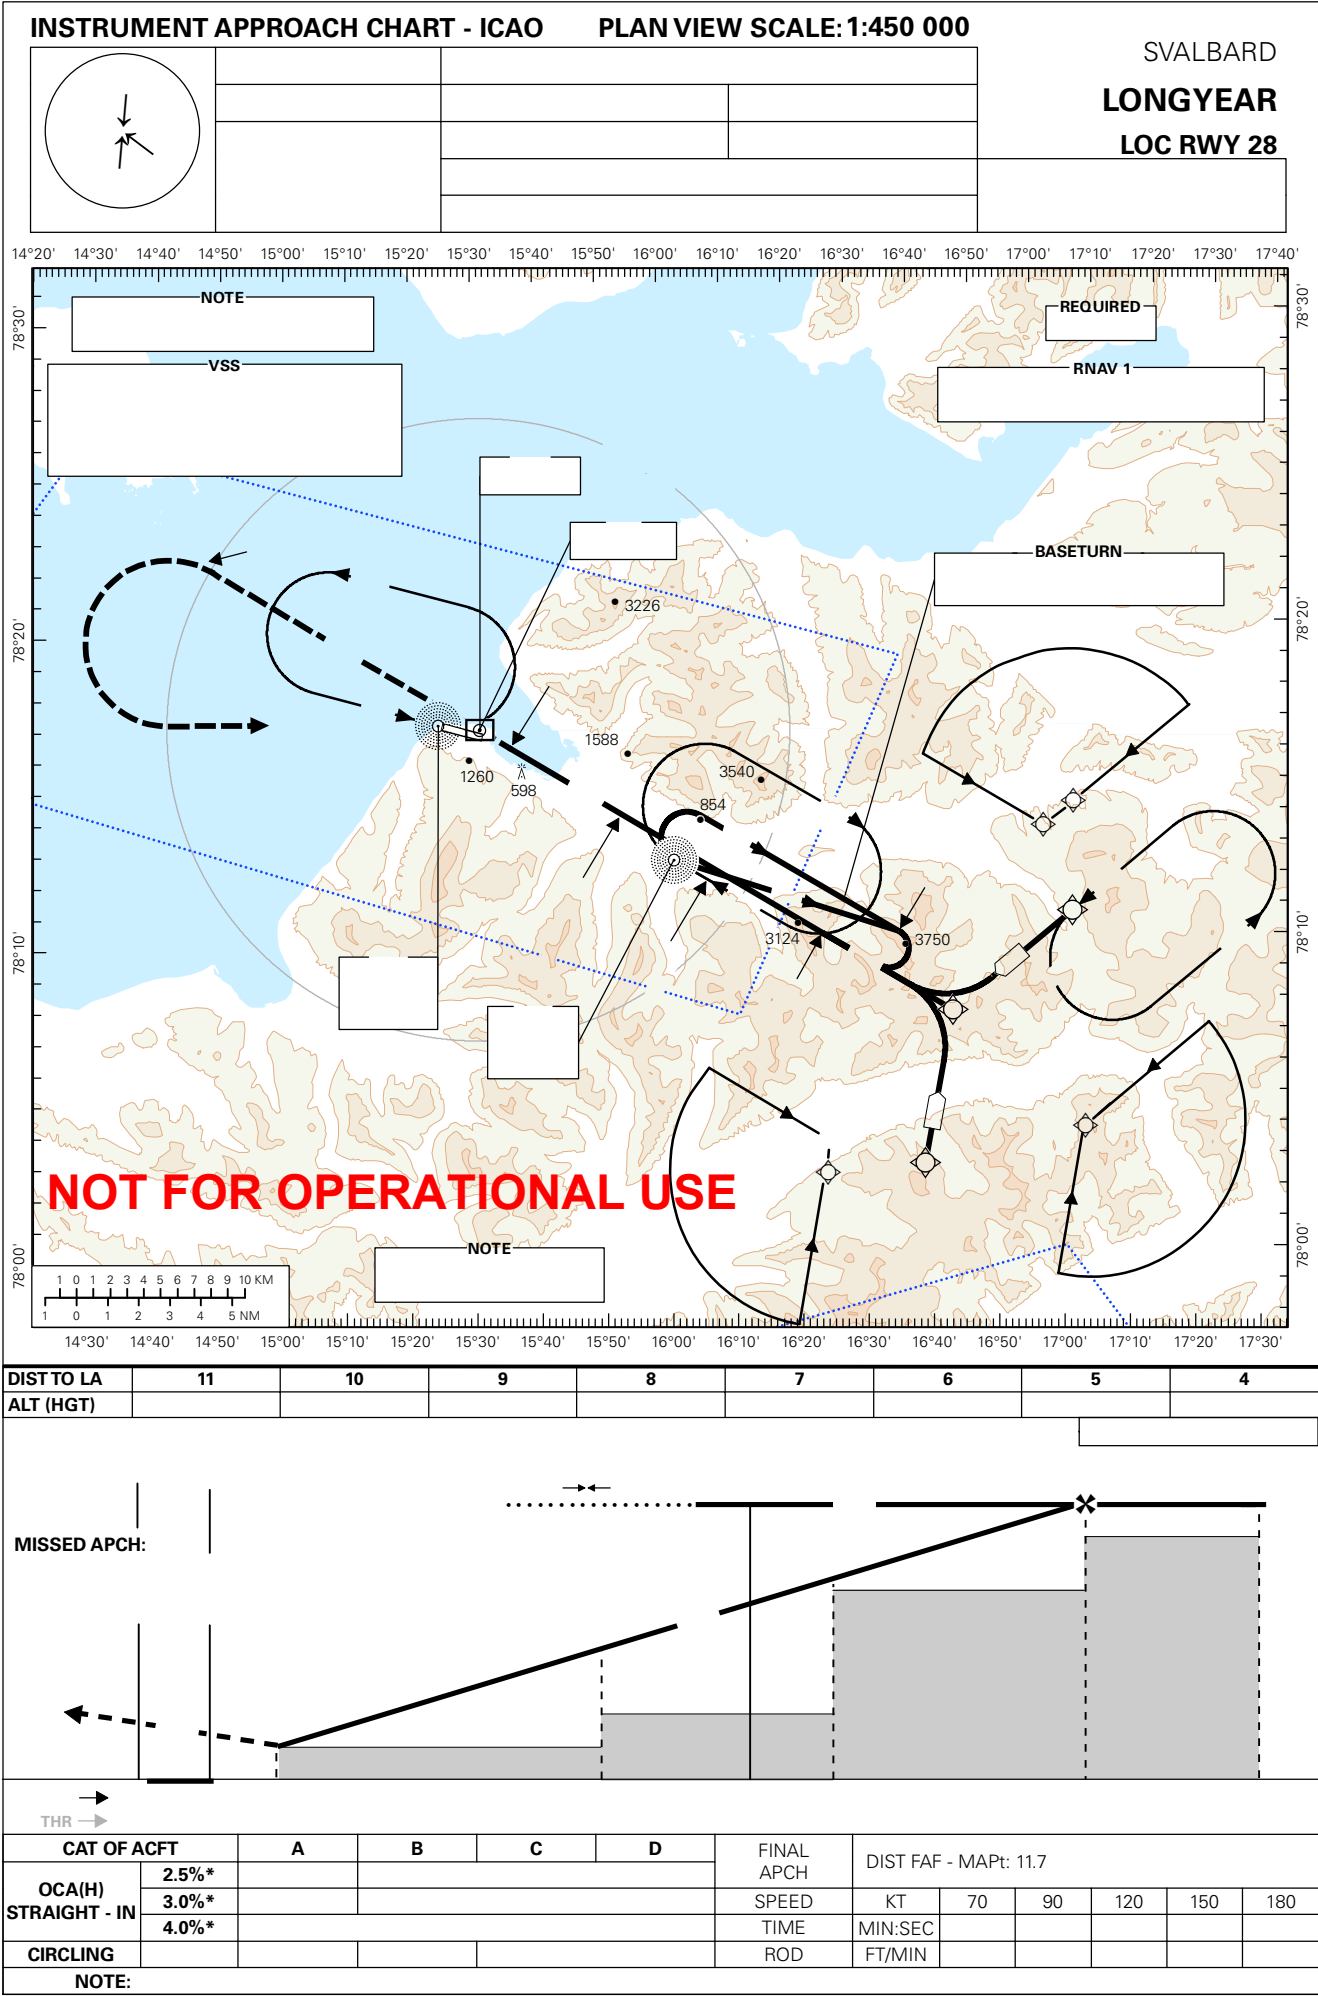 INSTRUMENT APPROACH CHART - ICAO PLAN VIEW SCALE: 1:450 000
SVALBARD
LONGYEAR
LOC RWY 28
14°20' 14°30' 14°40' 14°50' 15°00' 15°10' 15°20' 15°30' 15°40' 15°50' 16°00' 16°10' 16°20' 16°30' 16°40' 16°50' 17°00' 17°10' 17°20' 17°30' 17°40'
78°30'
NOTE
REQUIRED
78°30'
VSS
RNAV 1
BASETURN
3226
78°20'
78°20'
1588
3540
1260
598
854
3124
3750
78°10'
78°10'
NOT FOR OPERATIONAL USE
78°00'
NOTE
78°00'
1 0 1 2 3 4 5 6 7 8 9 10 KM
1 0 1 2 3 4 5 NM
14°30' 14°40' 14°50' 15°00' 15°10' 15°20' 15°30' 15°40' 15°50' 16°00' 16°10' 16°20' 16°30' 16°40' 16°50' 17°00' 17°10' 17°20' 17°30'
DIST TO LA 11 10 9 8 7 6 5 4
ALT (HGT)
MISSED APCH:
THR
CAT OF ACFT A B C D FINAL APCH DIST FAF - MAPt: 11.7
OCA(H) STRAIGHT - IN 2.5%*
3.0%* SPEED KT 70 90 120 150 180
4.0%* TIME MIN:SEC
CIRCLING ROD FT/MIN
NOTE: